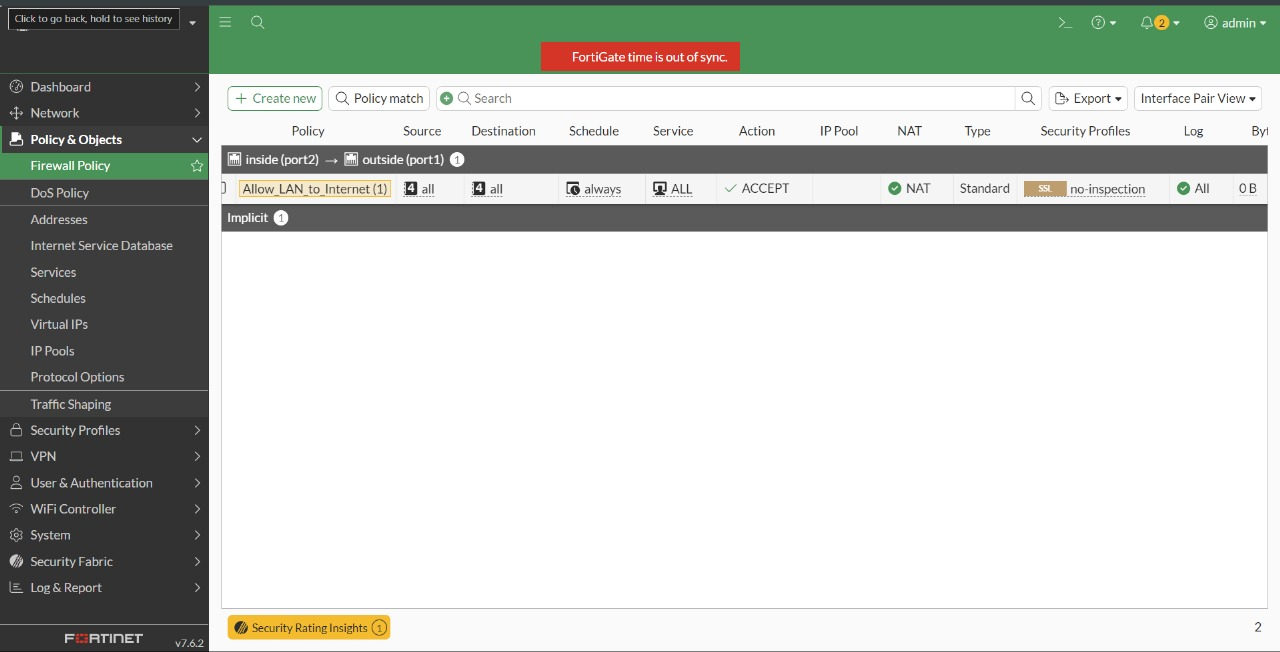 Click to go back, hold to see history
2
admin
FortiGate time is out of sync.
Dashboard
Network
Policy & Objects
Firewall Policy
DoS Policy
Addresses
Internet Service Database
Services
Schedules
Virtual IPs
IP Pools
Protocol Options
Traffic Shaping
Security Profiles
VPN
User & Authentication
WiFi Controller
System
Security Fabric
Log & Report
FORTINET
v7.6.2
Create new
Policy match
Search
Export
Interface Pair View
Policy Source Destination Schedule Service Action IP Pool NAT Type Security Profiles Log Byt
inside (port2) → outside (port1) 1
Allow_LAN_to_Internet (1) 4 all 4 all always ALL ACCEPT NAT Standard SSL no-inspection All 0 B
Implicit 1
Security Rating Insights 1
2